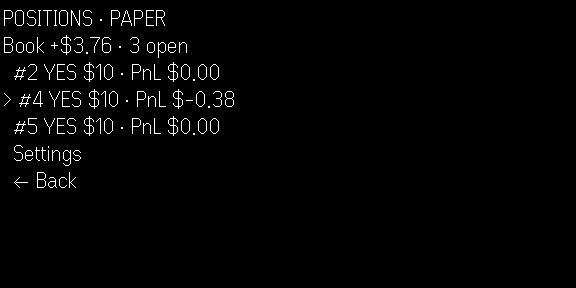 POSITIONS · PAPER
Book +$3.76 · 3 open
#2 YES $10 · PnL $0.00
> #4 YES $10 · PnL $-0.38
#5 YES $10 · PnL $0.00
Settings
← Back